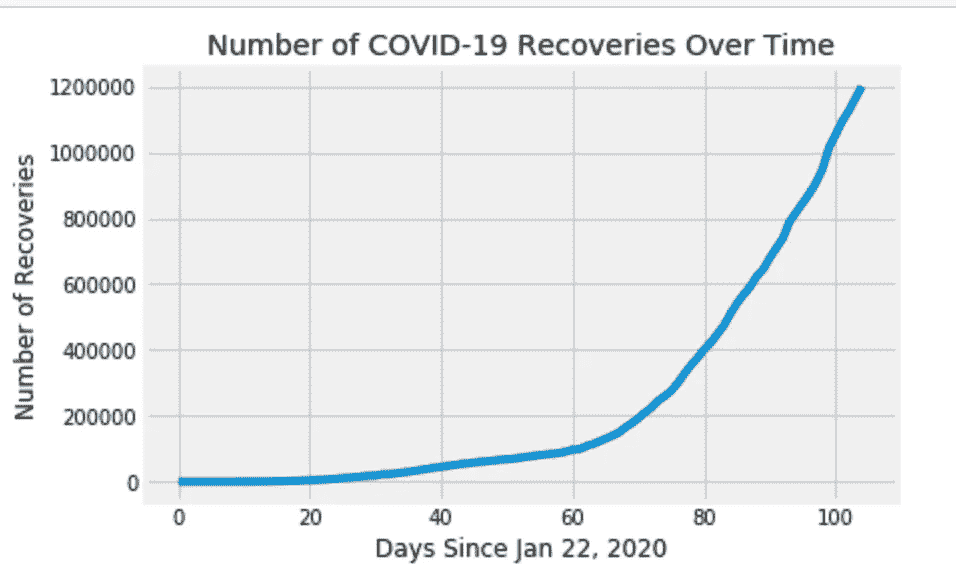 Number of COVID-19 Recoveries Over Time
1200000
1000000
800000
600000
400000
200000
0
Number of Recoveries
0 20 40 60 80 100
Days Since Jan 22, 2020